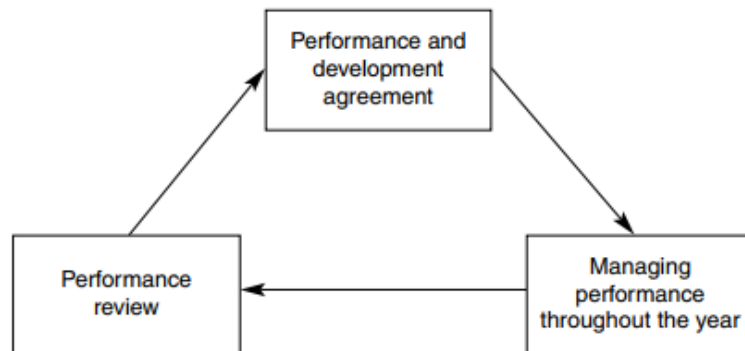 Performance and
development
agreement
Performance
review
Managing
performance
throughout the year